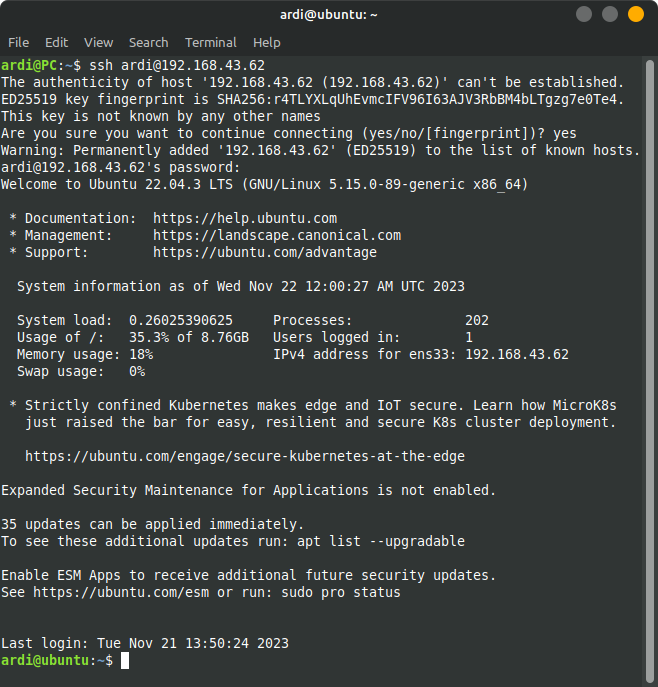 ardi@ubuntu: ~
File Edit View Search Terminal Help
ardi@PC:~$ ssh ardi@192.168.43.62
The authenticity of host '192.168.43.62 (192.168.43.62)' can't be established.
ED25519 key fingerprint is SHA256:r4TLYXLqUhEvmcIFV96I63AJV3RbBM4bLTgzg7e0Te4.
This key is not known by any other names
Are you sure you want to continue connecting (yes/no/[fingerprint])? yes
Warning: Permanently added '192.168.43.62' (ED25519) to the list of known hosts.
ardi@192.168.43.62's password:
Welcome to Ubuntu 22.04.3 LTS (GNU/Linux 5.15.0-89-generic x86_64)
* Documentation:  https://help.ubuntu.com
* Management:     https://landscape.canonical.com
* Support:        https://ubuntu.com/advantage
System information as of Wed Nov 22 12:00:27 AM UTC 2023
System load:  0.26025390625     Processes:              202
Usage of /:   35.3% of 8.76GB   Users logged in:        1
Memory usage: 18%               IPv4 address for ens33: 192.168.43.62
Swap usage:   0%
* Strictly confined Kubernetes makes edge and IoT secure. Learn how MicroK8s
just raised the bar for easy, resilient and secure K8s cluster deployment.
https://ubuntu.com/engage/secure-kubernetes-at-the-edge
Expanded Security Maintenance for Applications is not enabled.
35 updates can be applied immediately.
To see these additional updates run: apt list --upgradable
Enable ESM Apps to receive additional future security updates.
See https://ubuntu.com/esm or run: sudo pro status
Last login: Tue Nov 21 13:50:24 2023
ardi@ubuntu:~$